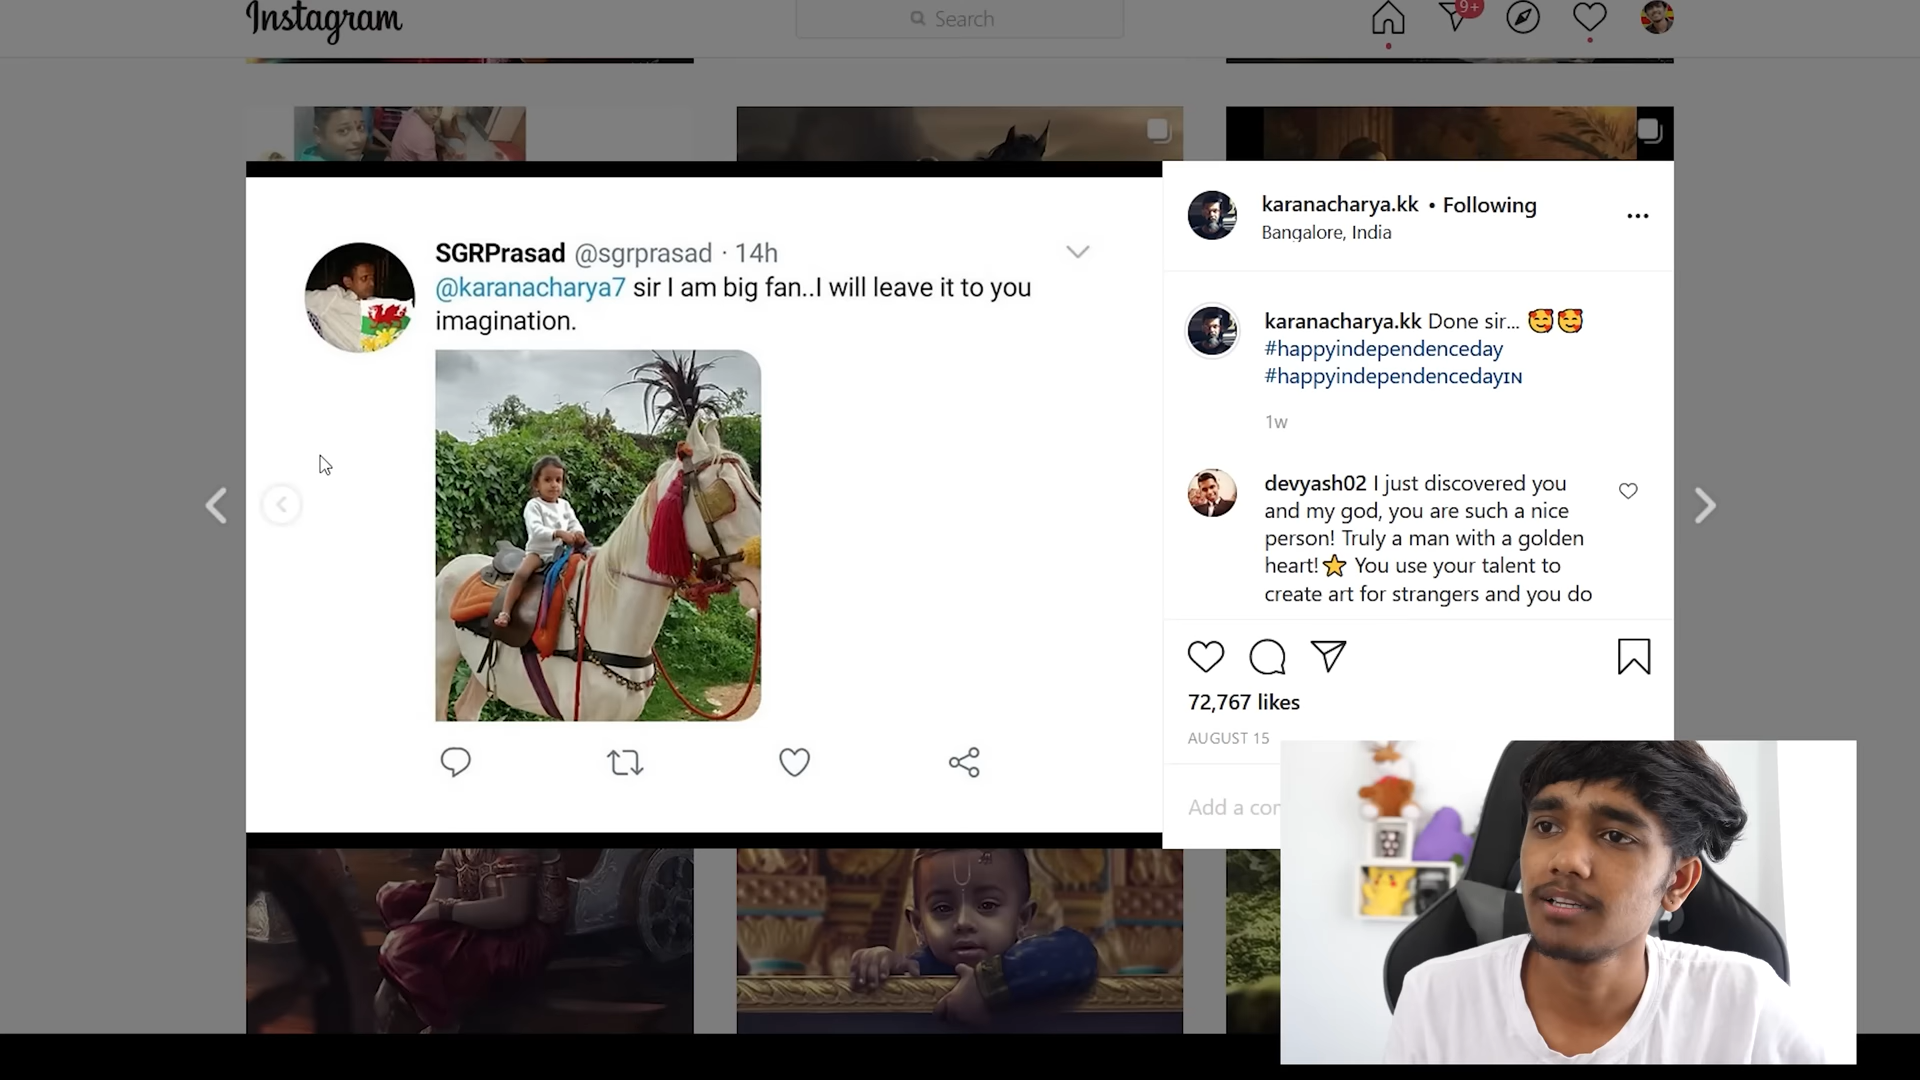 Instagram
Search
9+
SGRPrasad @sgrprasad · 14h
@karanacharya7 sir I am big fan..I will leave it to you
imagination.
karanacharya.kk • Following
Bangalore, India
karanacharya.kk Done sir... 🥰🥰
#happyindependenceday
#happyindependencedayɪɴ
1w
devyash02 I just discovered you
and my god, you are such a nice
person! Truly a man with a golden
heart!⭐ You use your talent to
create art for strangers and you do
72,767 likes
AUGUST 15
Add a co